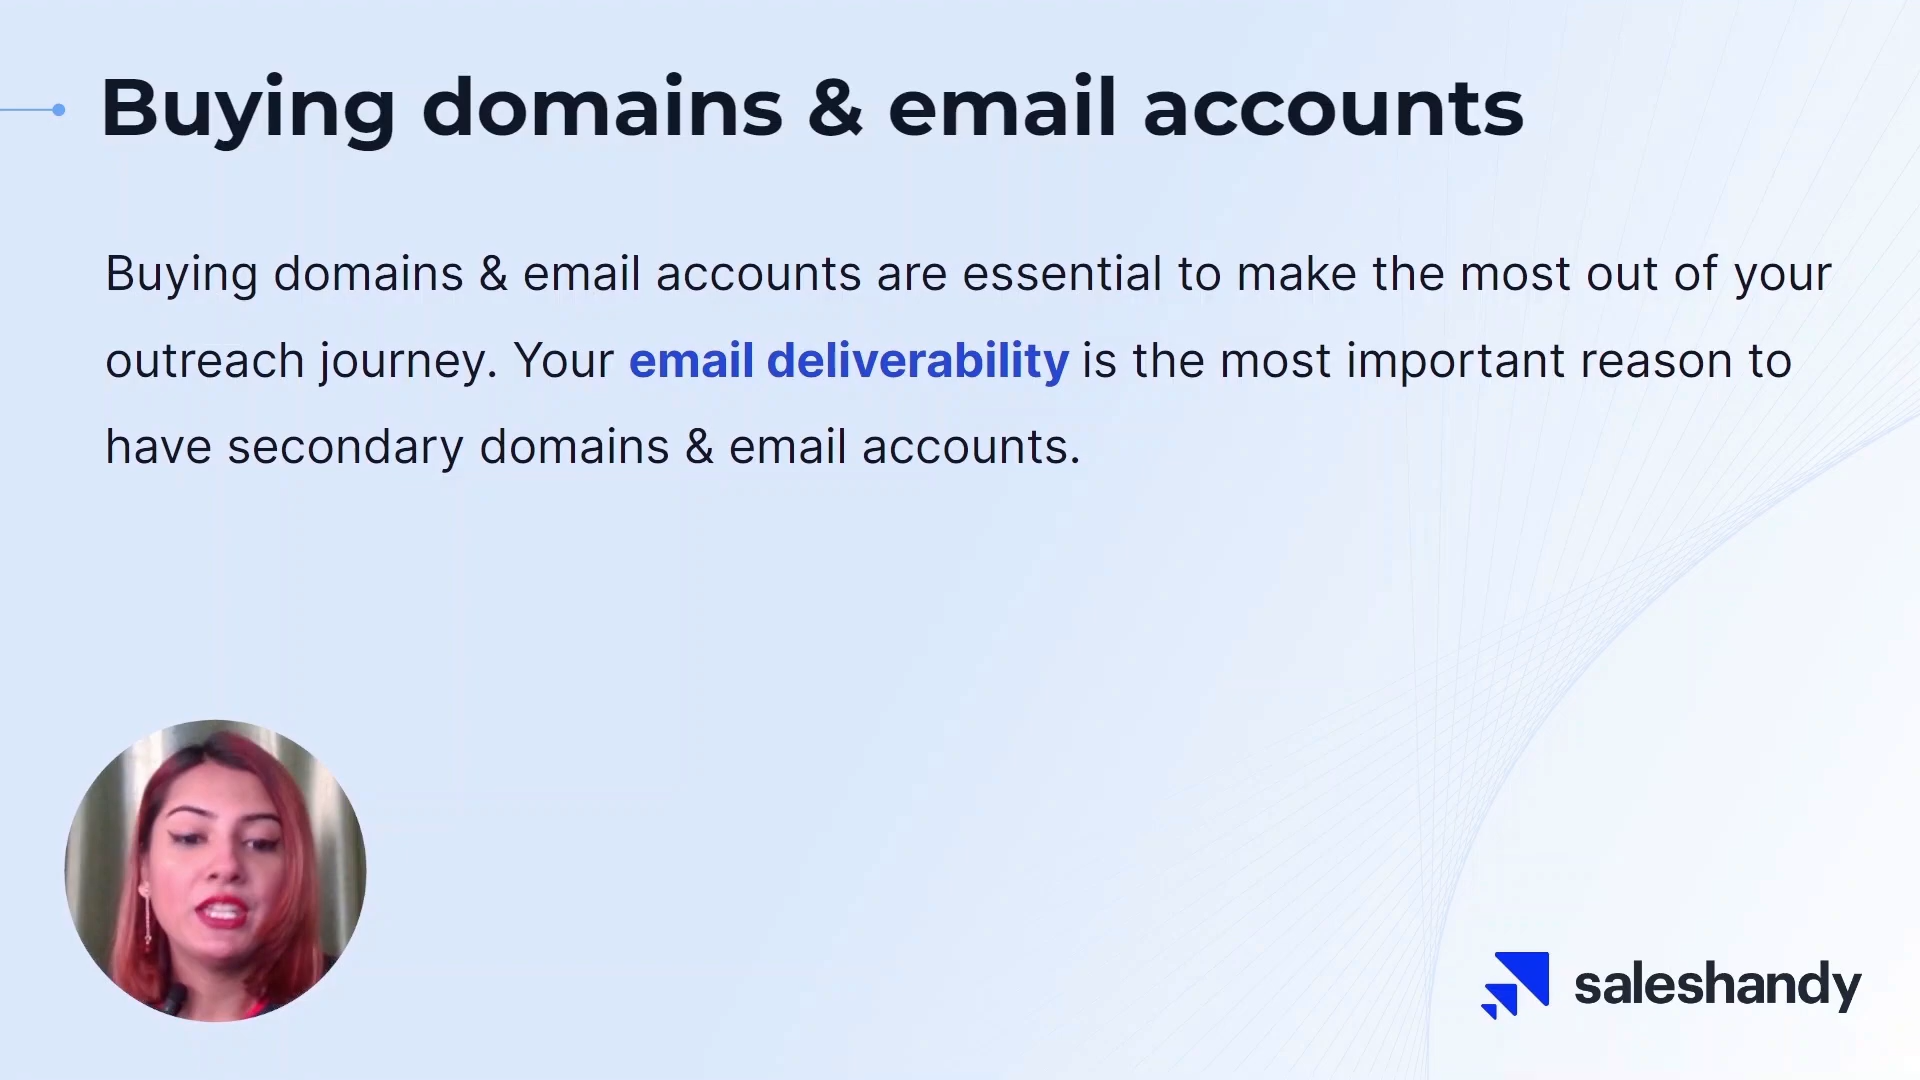 Buying domains & email accounts
Buying domains & email accounts are essential to make the most out of your
outreach journey. Your email deliverability is the most important reason to
have secondary domains & email accounts.
saleshandy